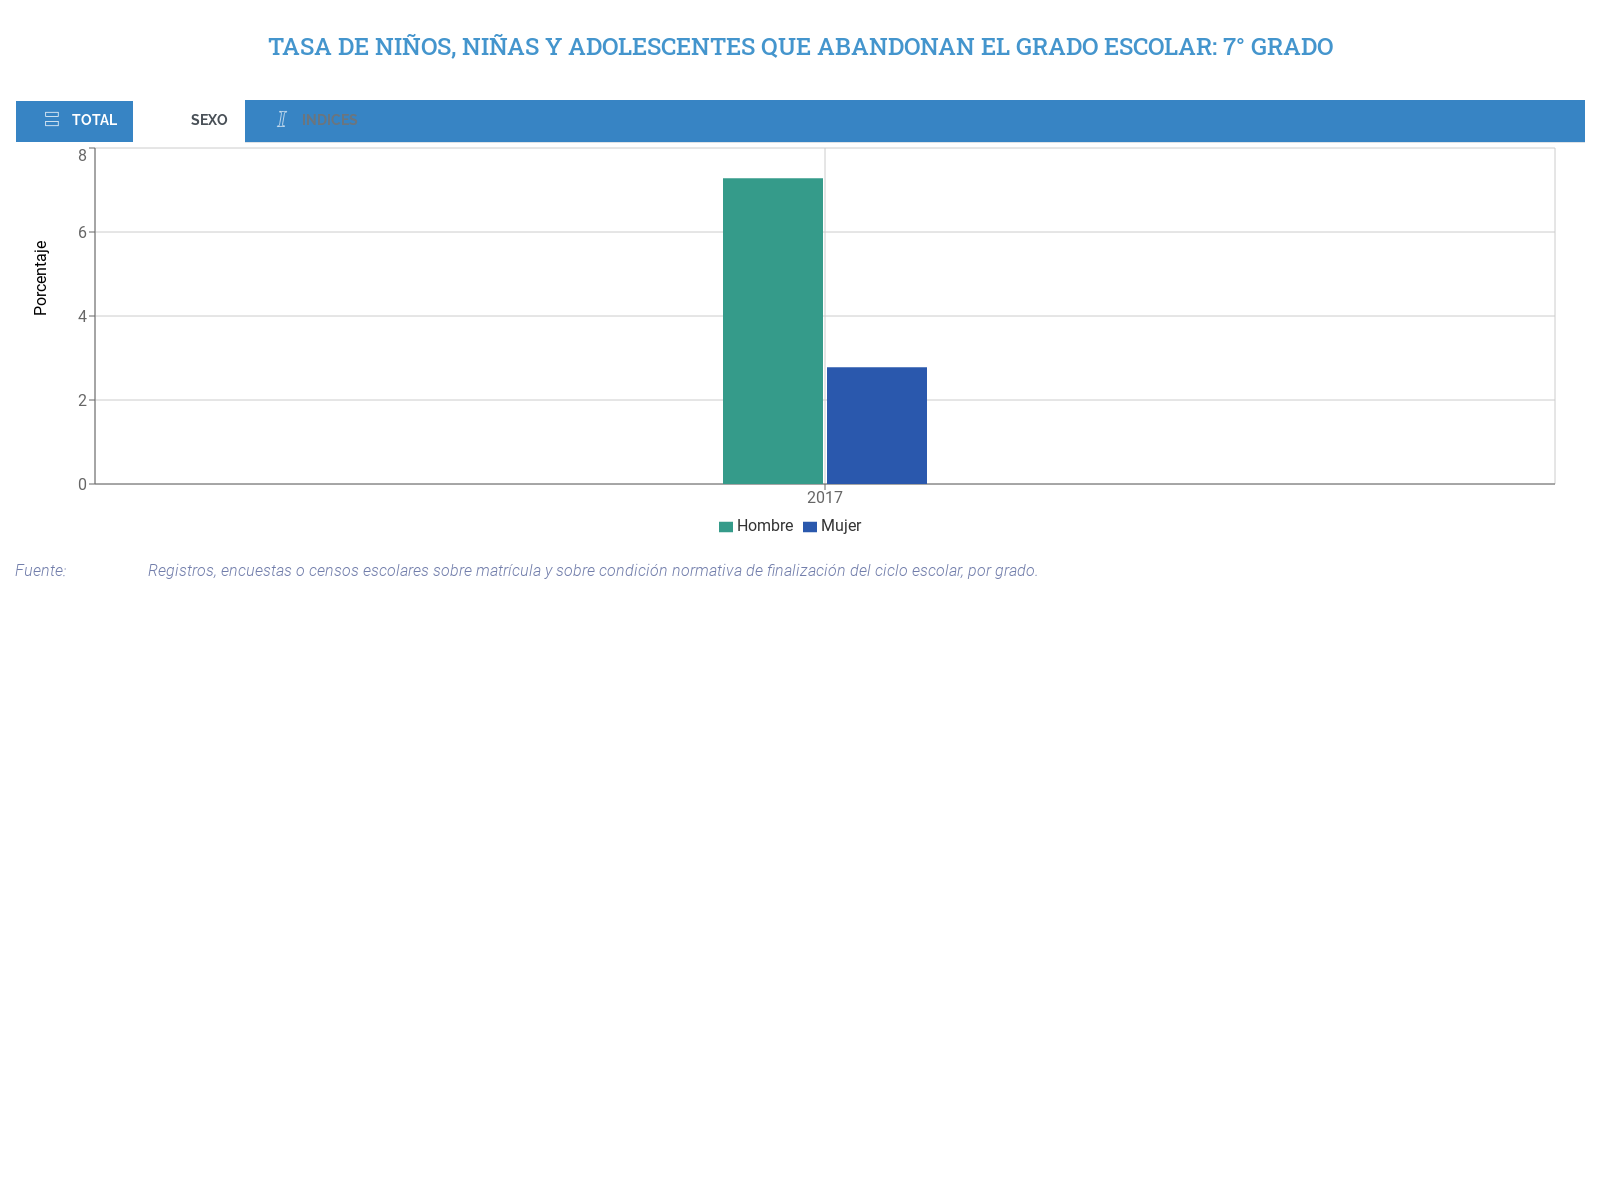 TASA DE NIÑOS, NIÑAS Y ADOLESCENTES QUE ABANDONAN EL GRADO ESCOLAR: 7° GRADO
TOTAL SEXO INDICES
8
6
4
2
0
Porcentaje
2017
Hombre Mujer
Fuente: Registros, encuestas o censos escolares sobre matrícula y sobre condición normativa de finalización del ciclo escolar, por grado.